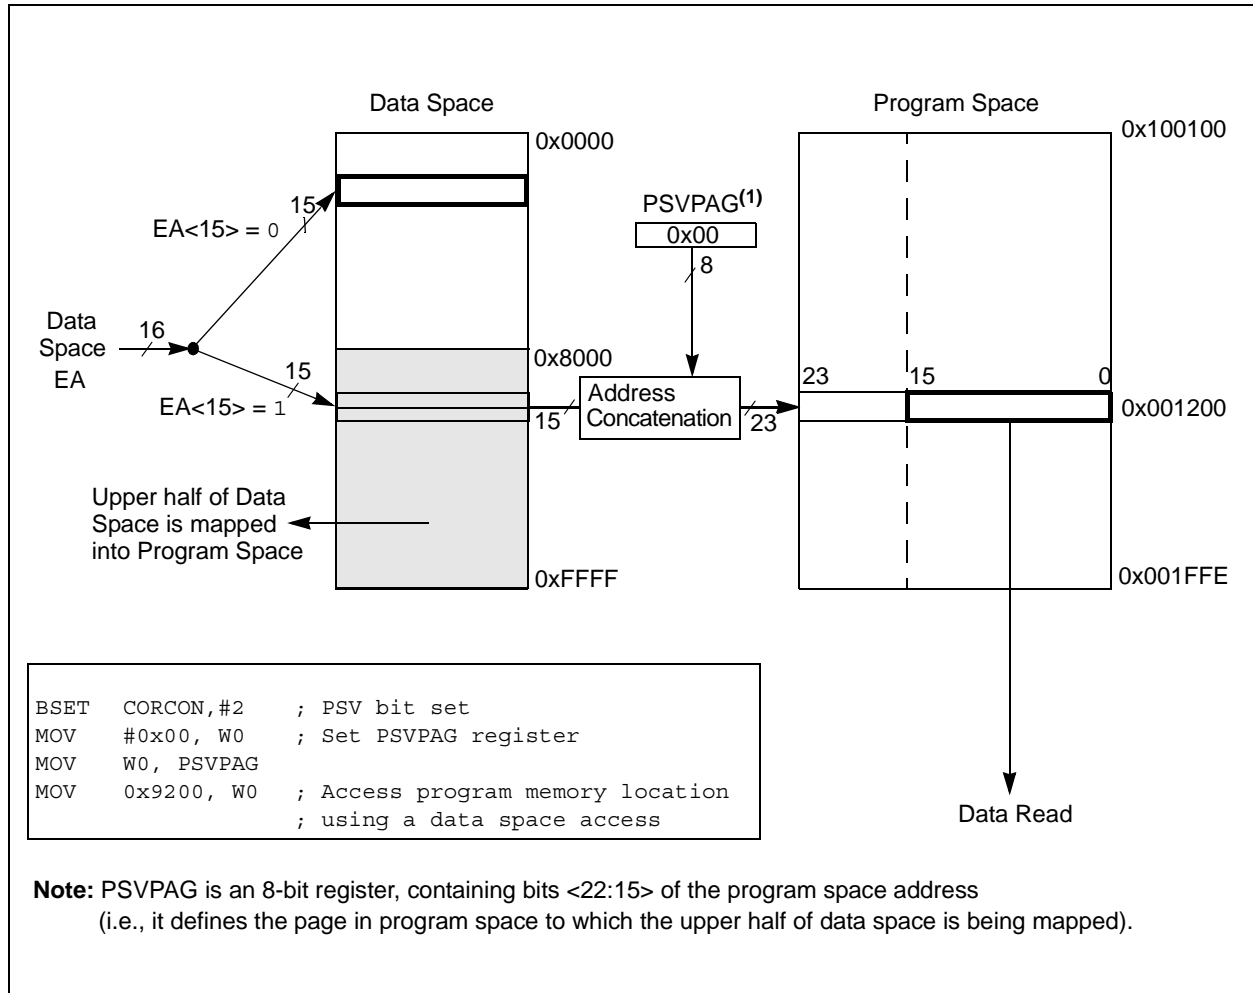 Data Space
Program Space
0x0000
0x100100
15
PSVPAG(1)
EA<15> = 0
0x00
8
Data
Space
EA
16
0x8000
15
EA<15> = 1
15
Address
Concatenation
23
23
15
0
0x001200
Upper half of Data
Space is mapped
into Program Space
0xFFFF
0x001FFE
BSET CORCON,#2 ; PSV bit set
MOV #0x00, W0 ; Set PSVPAG register
MOV W0, PSVPAG
MOV 0x9200, W0 ; Access program memory location
; using a data space access
Data Read
Note: PSVPAG is an 8-bit register, containing bits <22:15> of the program space address
(i.e., it defines the page in program space to which the upper half of data space is being mapped).